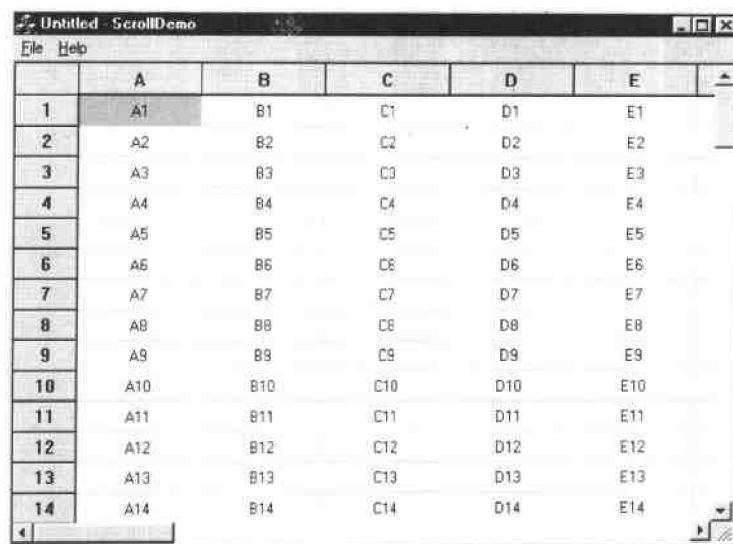 Untitled - ScrollDemo
File Help
A B C D E
1 A1 B1 C1 D1 E1
2 A2 B2 C2 D2 E2
3 A3 B3 C3 D3 E3
4 A4 B4 C4 D4 E4
5 A5 B5 C5 D5 E5
6 A6 B6 C6 D6 E6
7 A7 B7 C7 D7 E7
8 A8 B8 C8 D8 E8
9 A9 B9 C9 D9 E9
10 A10 B10 C10 D10 E10
11 A11 B11 C11 D11 E11
12 A12 B12 C12 D12 E12
13 A13 B13 C13 D13 E13
14 A14 B14 C14 D14 E14